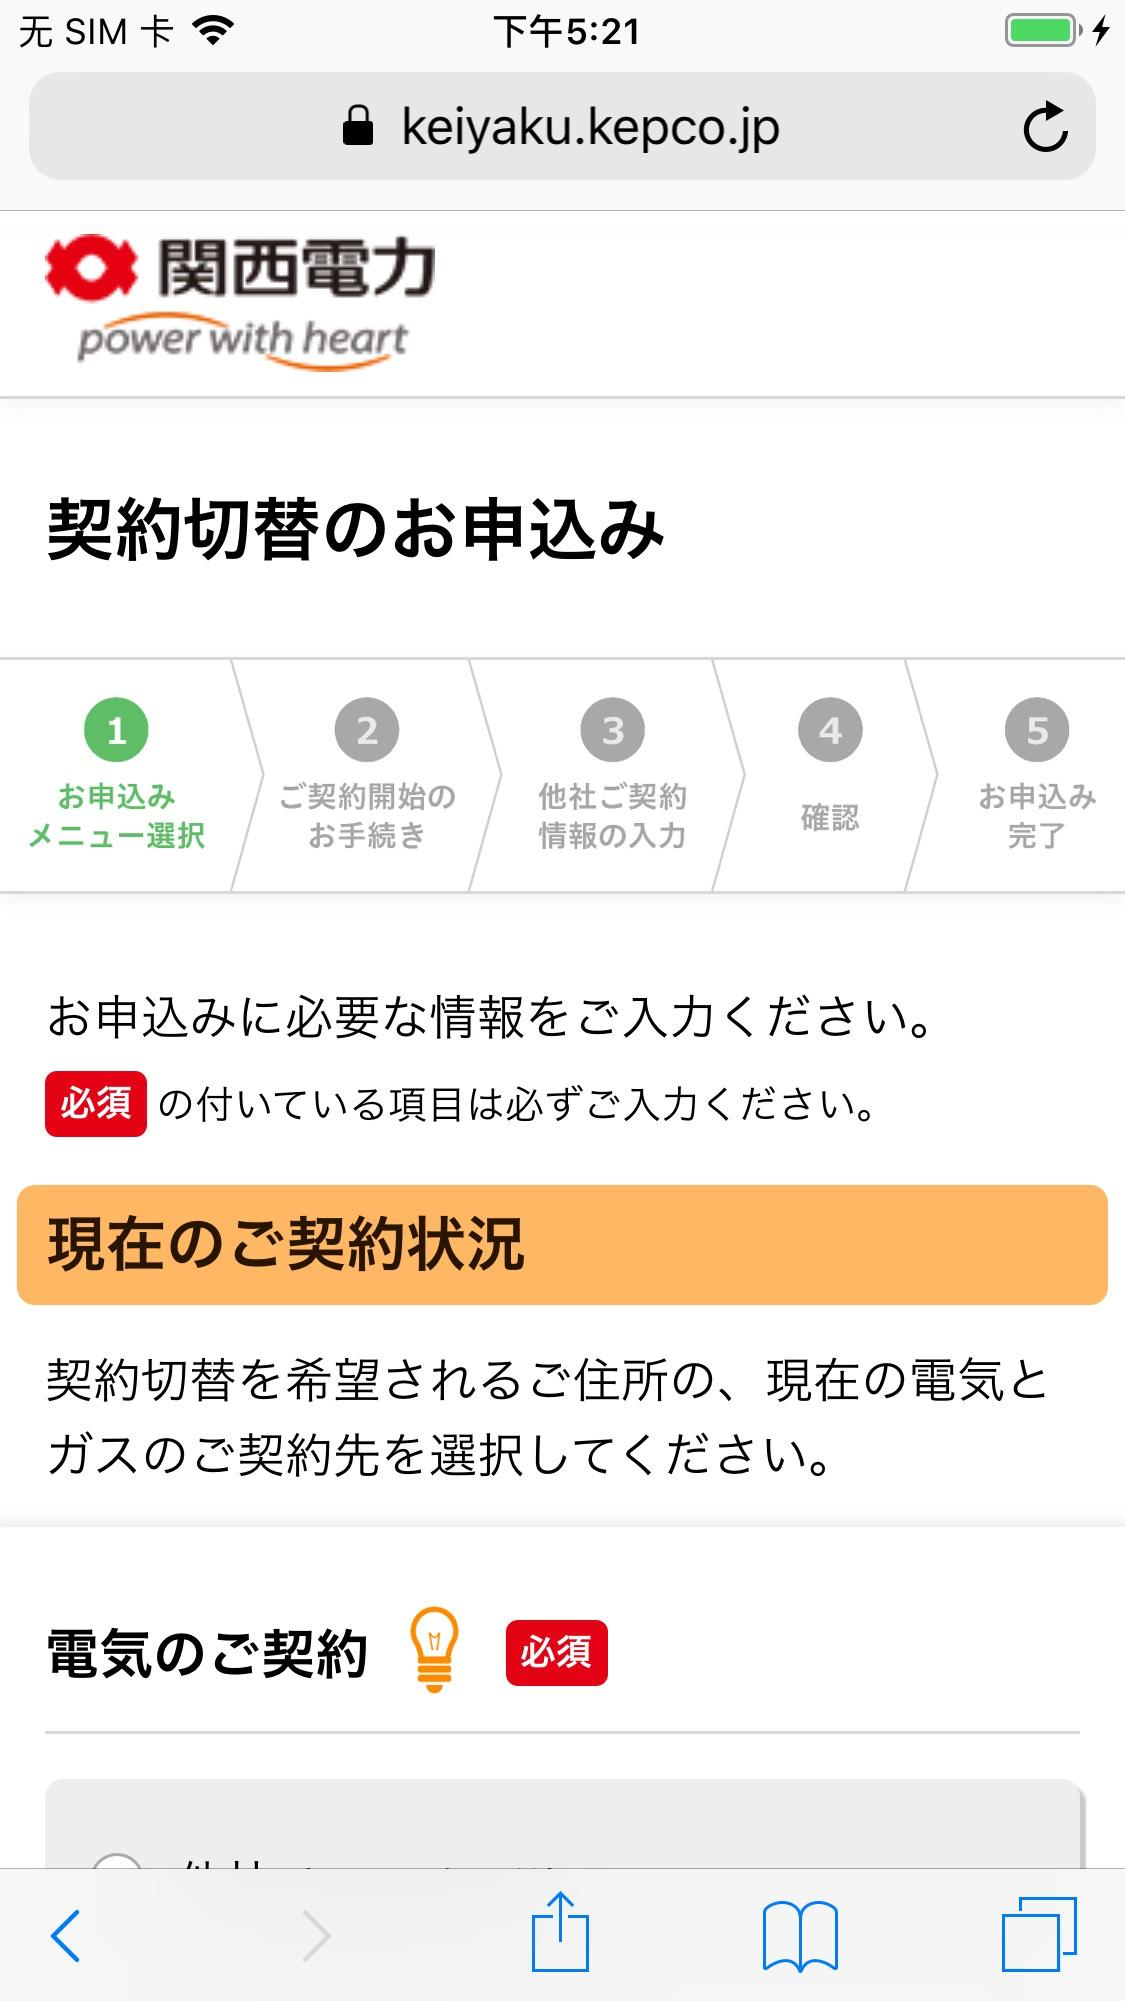 无 SIM 卡
下午5:21
keiyaku.kepco.jp
関西電力
power with heart
契約切替のお申込み
1
お申込み
メニュー選択
2
ご契約開始の
お手続き
3
他社ご契約
情報の入力
4
確認
5
お申込み
完了
お申込みに必要な情報をご入力ください。
必須 の付いている項目は必ずご入力ください。
現在のご契約状況
契約切替を希望されるご住所の、現在の電気と
ガスのご契約先を選択してください。
電気のご契約 必須